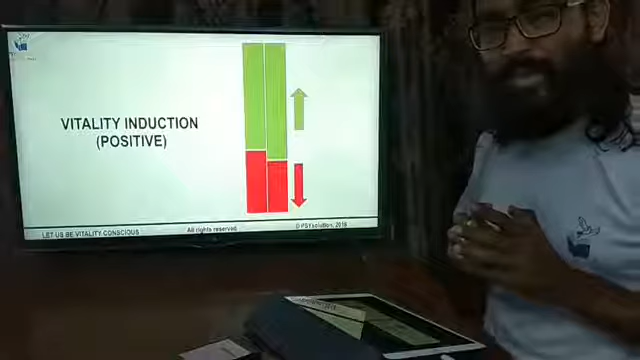 VITALITY INDUCTION
(POSITIVE)
LET US BE VITALITY CONSCIOUS
All rights reserved
© PSYsolution, 2019